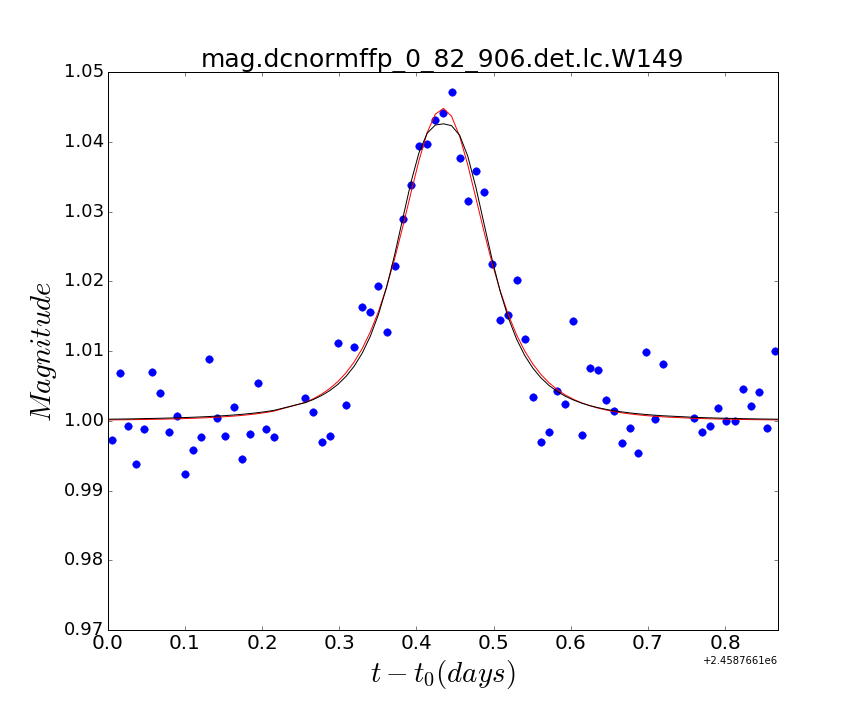 mag.dcnormffp_0_82_906.det.lc.W149
1.05
1.04
1.03
1.02
1.01
1.00
0.99
0.98
0.97
Magnitude
0.0 0.1 0.2 0.3 0.4 0.5 0.6 0.7 0.8
+2.4587661e6
t − t₀(days)